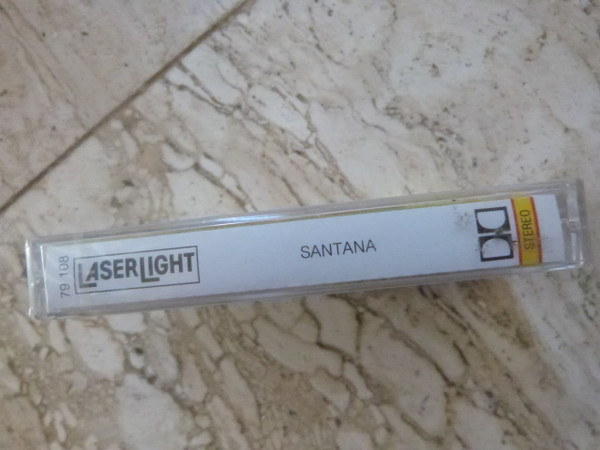 79 108
LASERLIGHT
SANTANA
STEREO